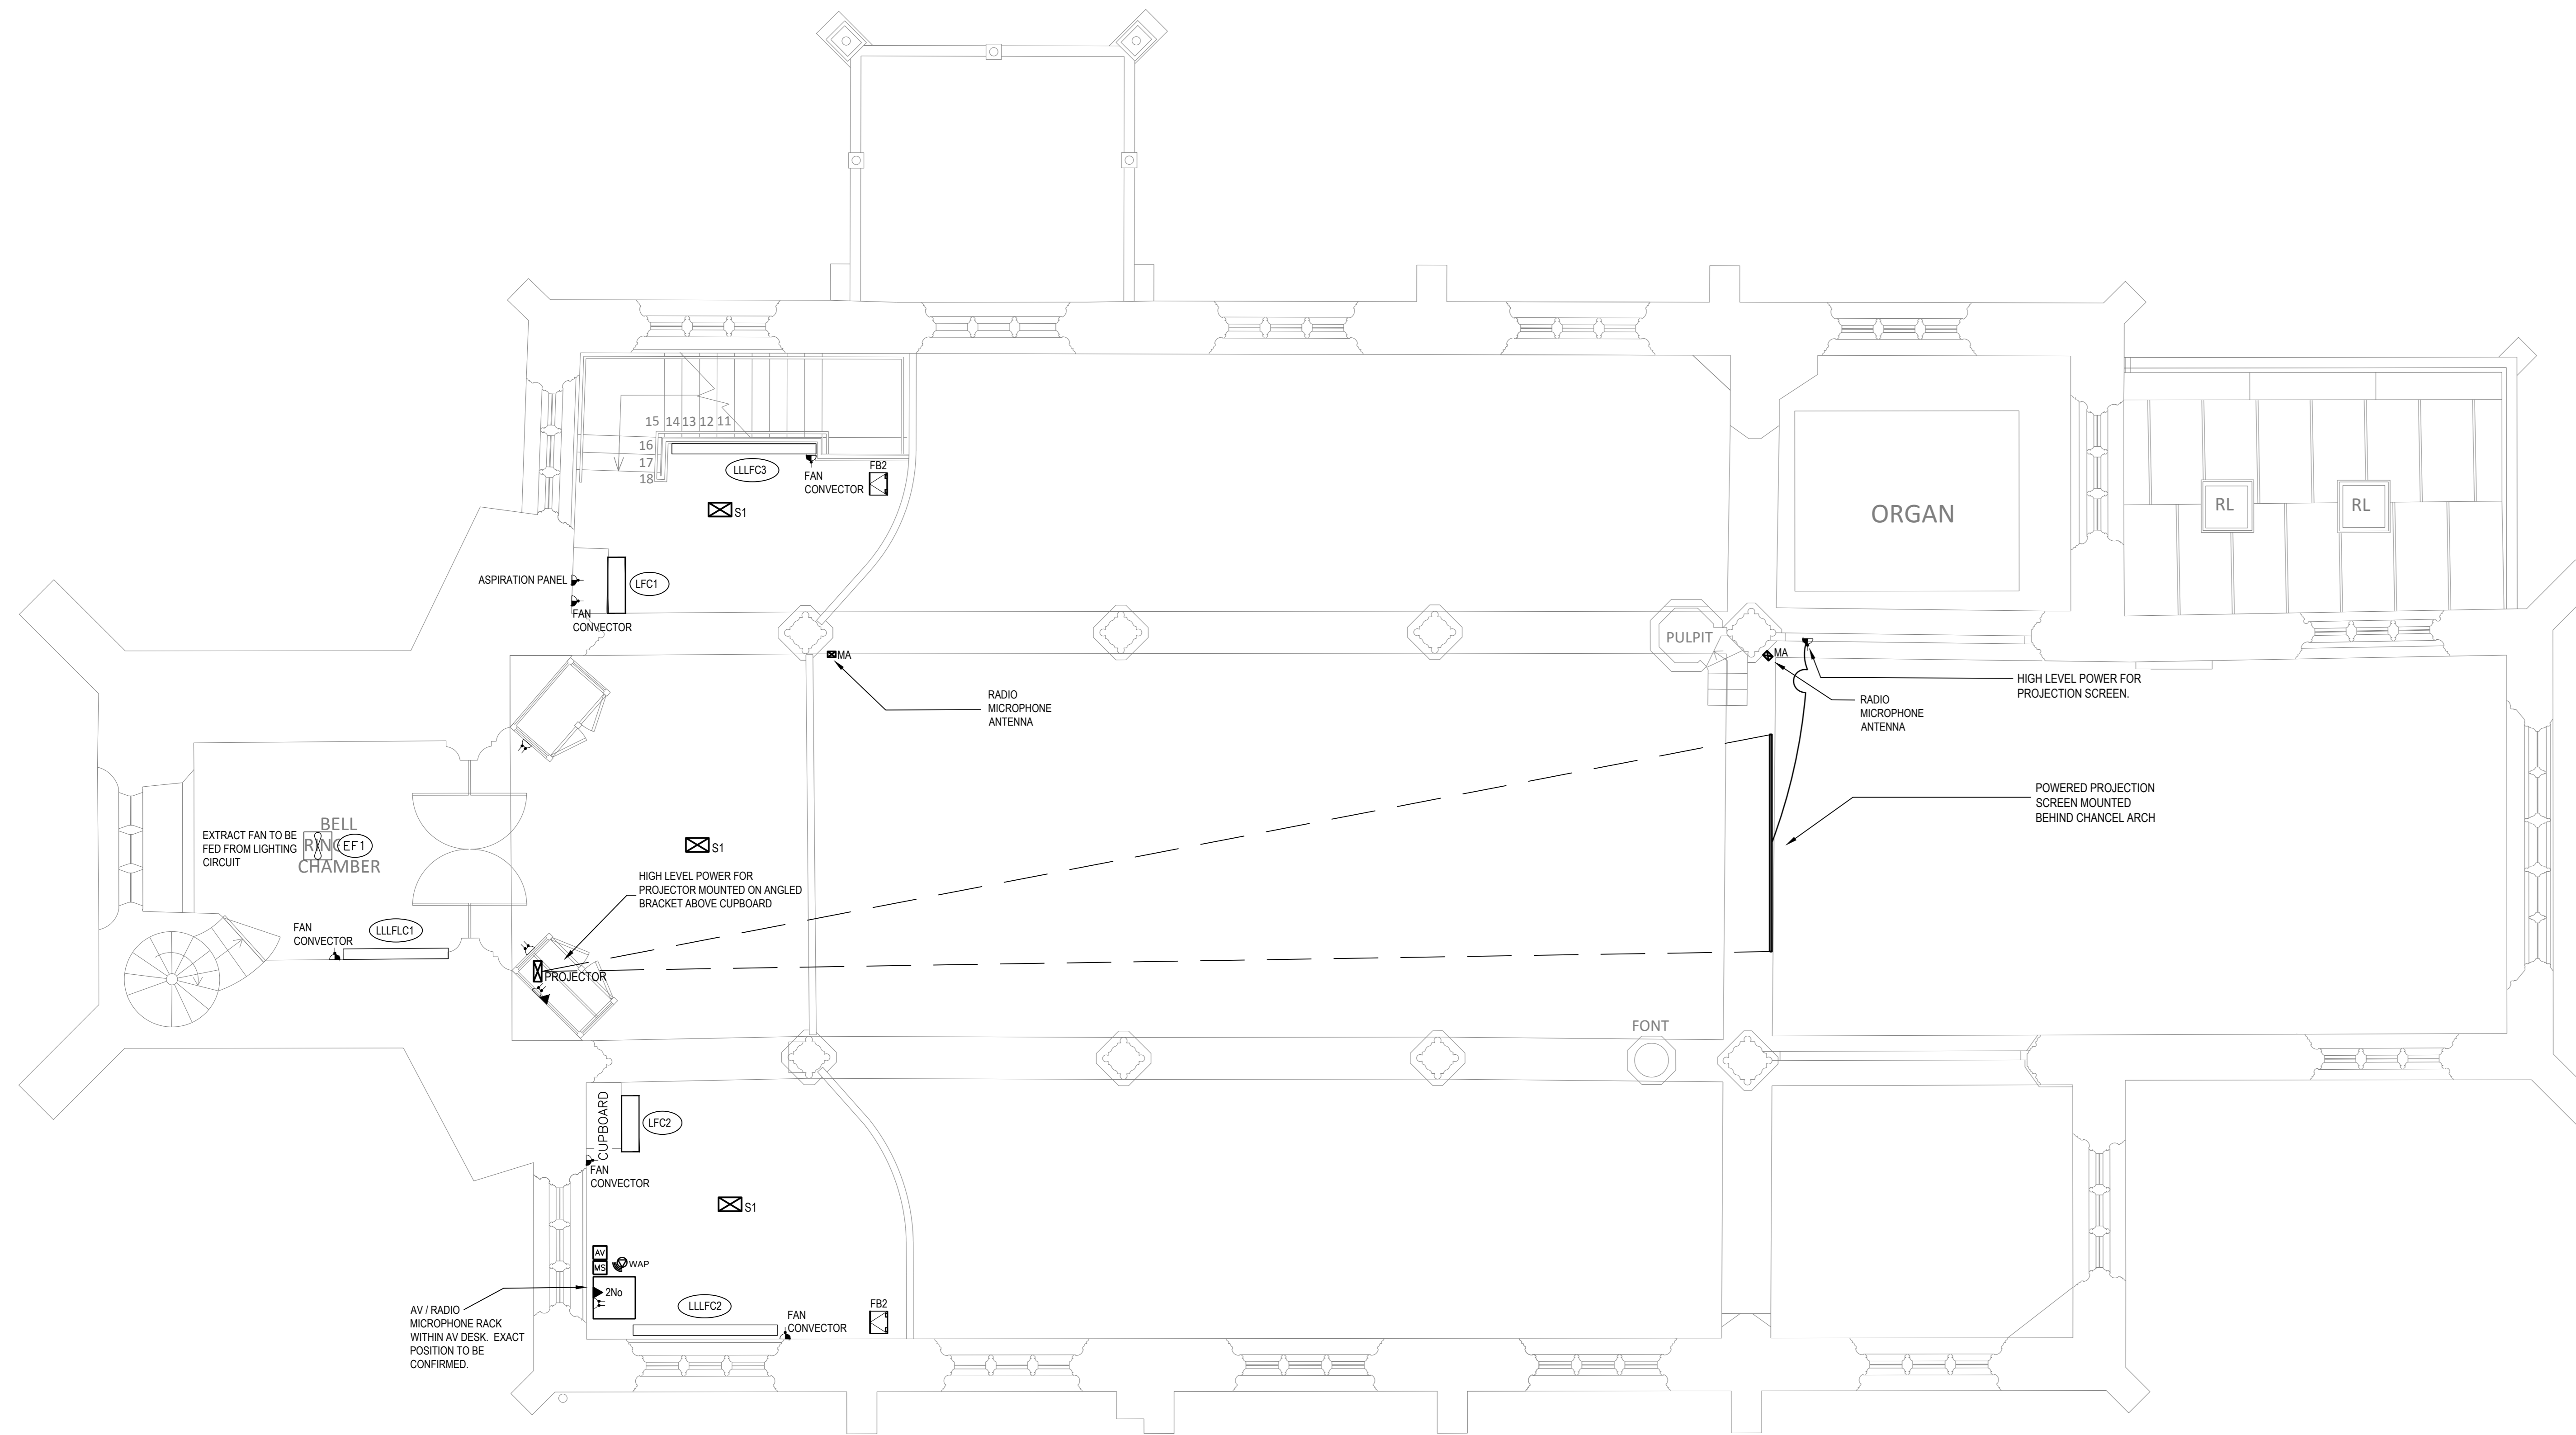 15 14 13 12 11
16
17
18
LLLFC3
FAN
CONVECTOR
FB2
S1
ASPIRATION PANEL
LFC1
FAN
CONVECTOR
ORGAN
RL
RL
PULPIT
MA
RADIO
MICROPHONE
ANTENNA
MA
RADIO
MICROPHONE
ANTENNA
HIGH LEVEL POWER FOR
PROJECTION SCREEN.
POWERED PROJECTION
SCREEN MOUNTED
BEHIND CHANCEL ARCH
EXTRACT FAN TO BE
FED FROM LIGHTING
CIRCUIT
BELL
EF1
CHAMBER
S1
HIGH LEVEL POWER FOR
PROJECTOR MOUNTED ON ANGLED
BRACKET ABOVE CUPBOARD
FAN
CONVECTOR
LLLFLC1
PROJECTOR
FONT
CUPBOARD
LFC2
FAN
CONVECTOR
S1
AV
MS
WAP
2No
LLLFC2
FAN
CONVECTOR
FB2
AV / RADIO
MICROPHONE RACK
WITHIN AV DESK. EXACT
POSITION TO BE
CONFIRMED.